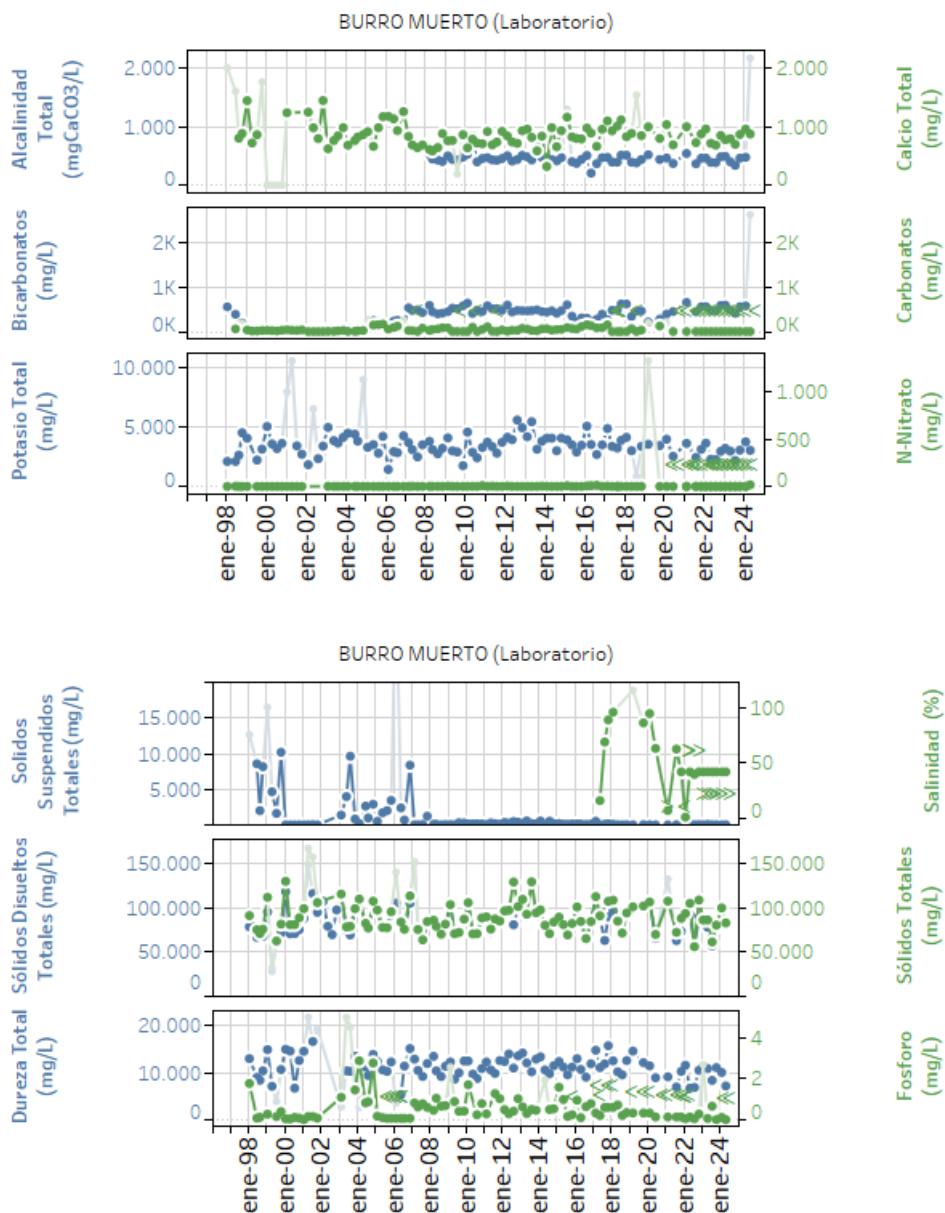 BURRO MUERTO (Laboratorio)
Alcalinidad
Total
(mgCaCO3/L)
2.000
1.000
0
2.000
1.000
0
Calcio Total
(mg/L)
Bicarbonatos
(mg/L)
2K
1K
0K
2K
1K
0K
Carbonatos
(mg/L)
Potasio Total
(mg/L)
10.000
5.000
0
1.000
500
0
N-Nitrato
(mg/L)
ene-98
ene-00
ene-02
ene-04
ene-06
ene-08
ene-10
ene-12
ene-14
ene-16
ene-18
ene-20
ene-22
ene-24
BURRO MUERTO (Laboratorio)
Solidos
Suspendidos
Totales (mg/L)
15.000
10.000
5.000
0
100
50
0
Salinidad (%)
Sólidos Disueltos
Totales (mg/L)
150.000
100.000
50.000
0
150.000
100.000
50.000
0
Sólidos Totales
(mg/L)
Dureza Total
(mg/L)
20.000
10.000
0
4
2
0
Fosforo
(mg/L)
ene-98
ene-00
ene-02
ene-04
ene-06
ene-08
ene-10
ene-12
ene-14
ene-16
ene-18
ene-20
ene-22
ene-24